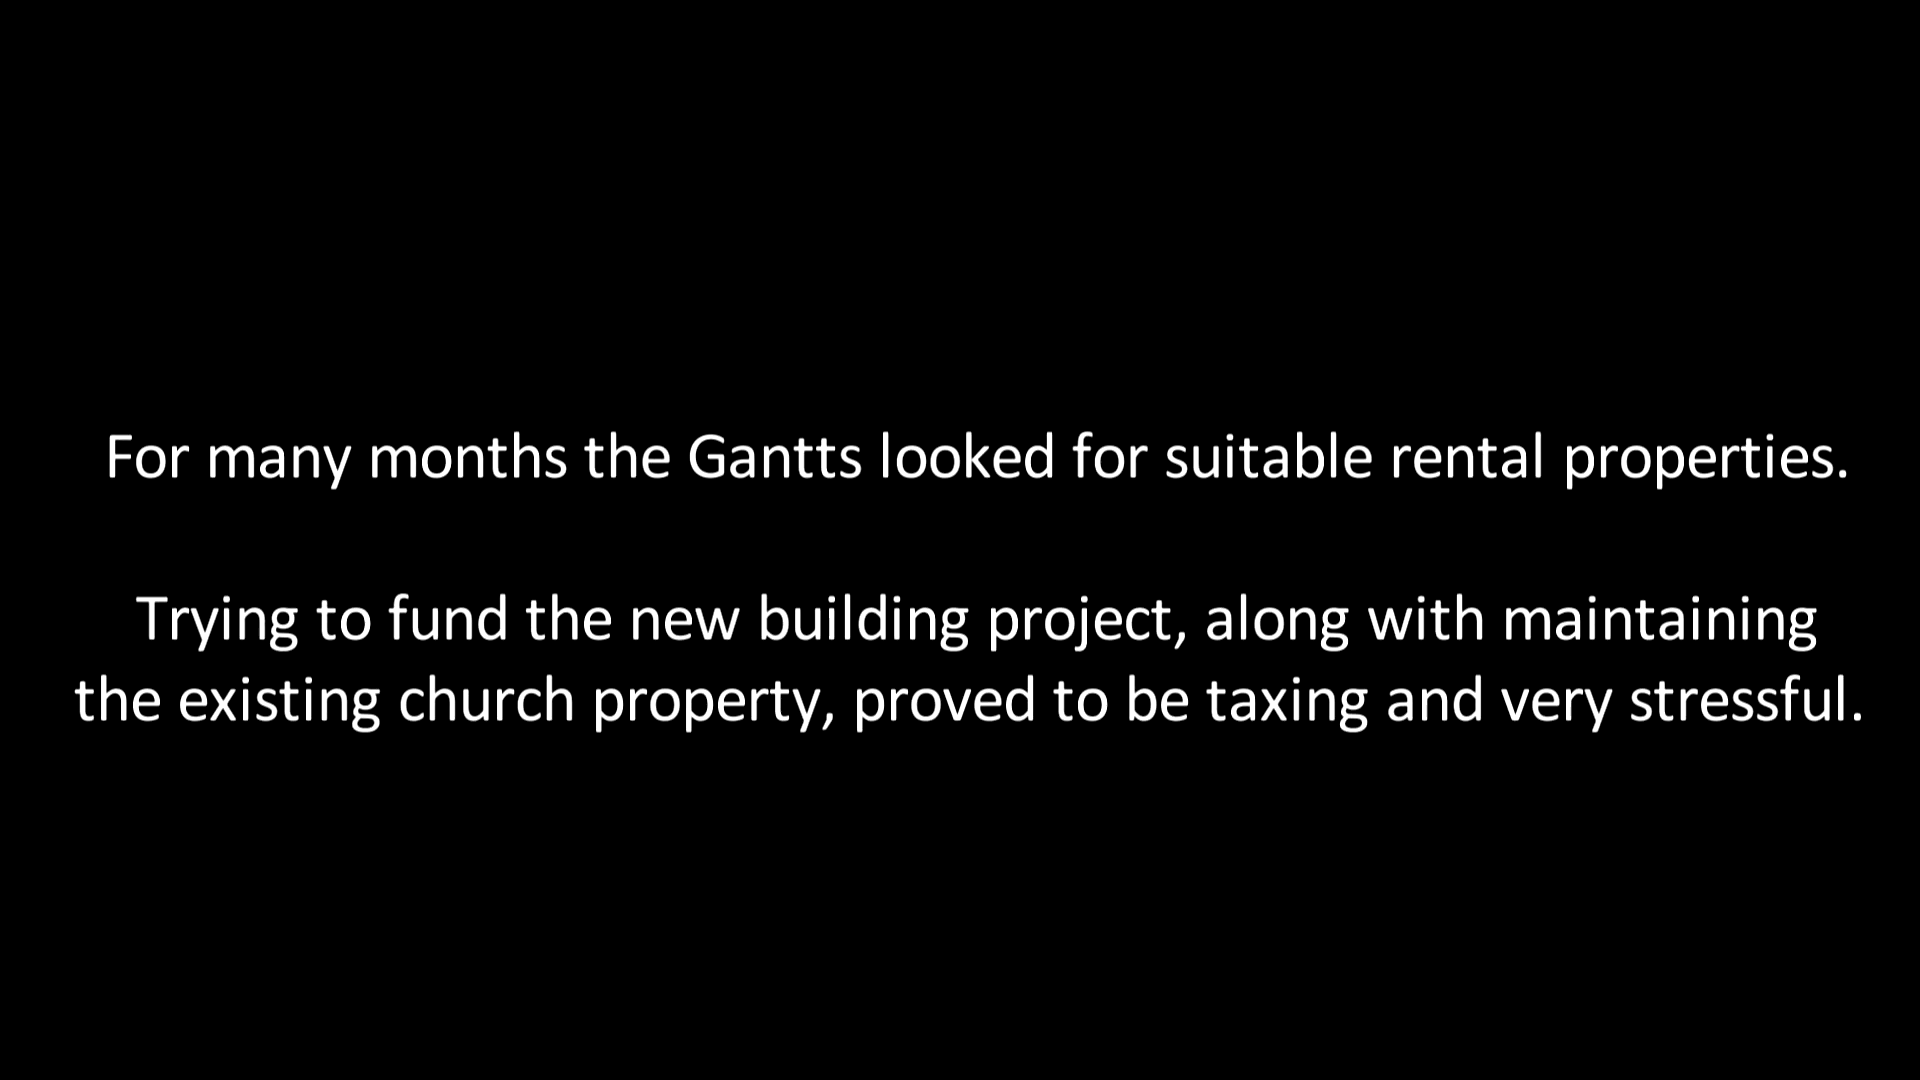 For many months the Gantts looked for suitable rental properties.
Trying to fund the new building project, along with maintaining
the existing church property, proved to be taxing and very stressful.